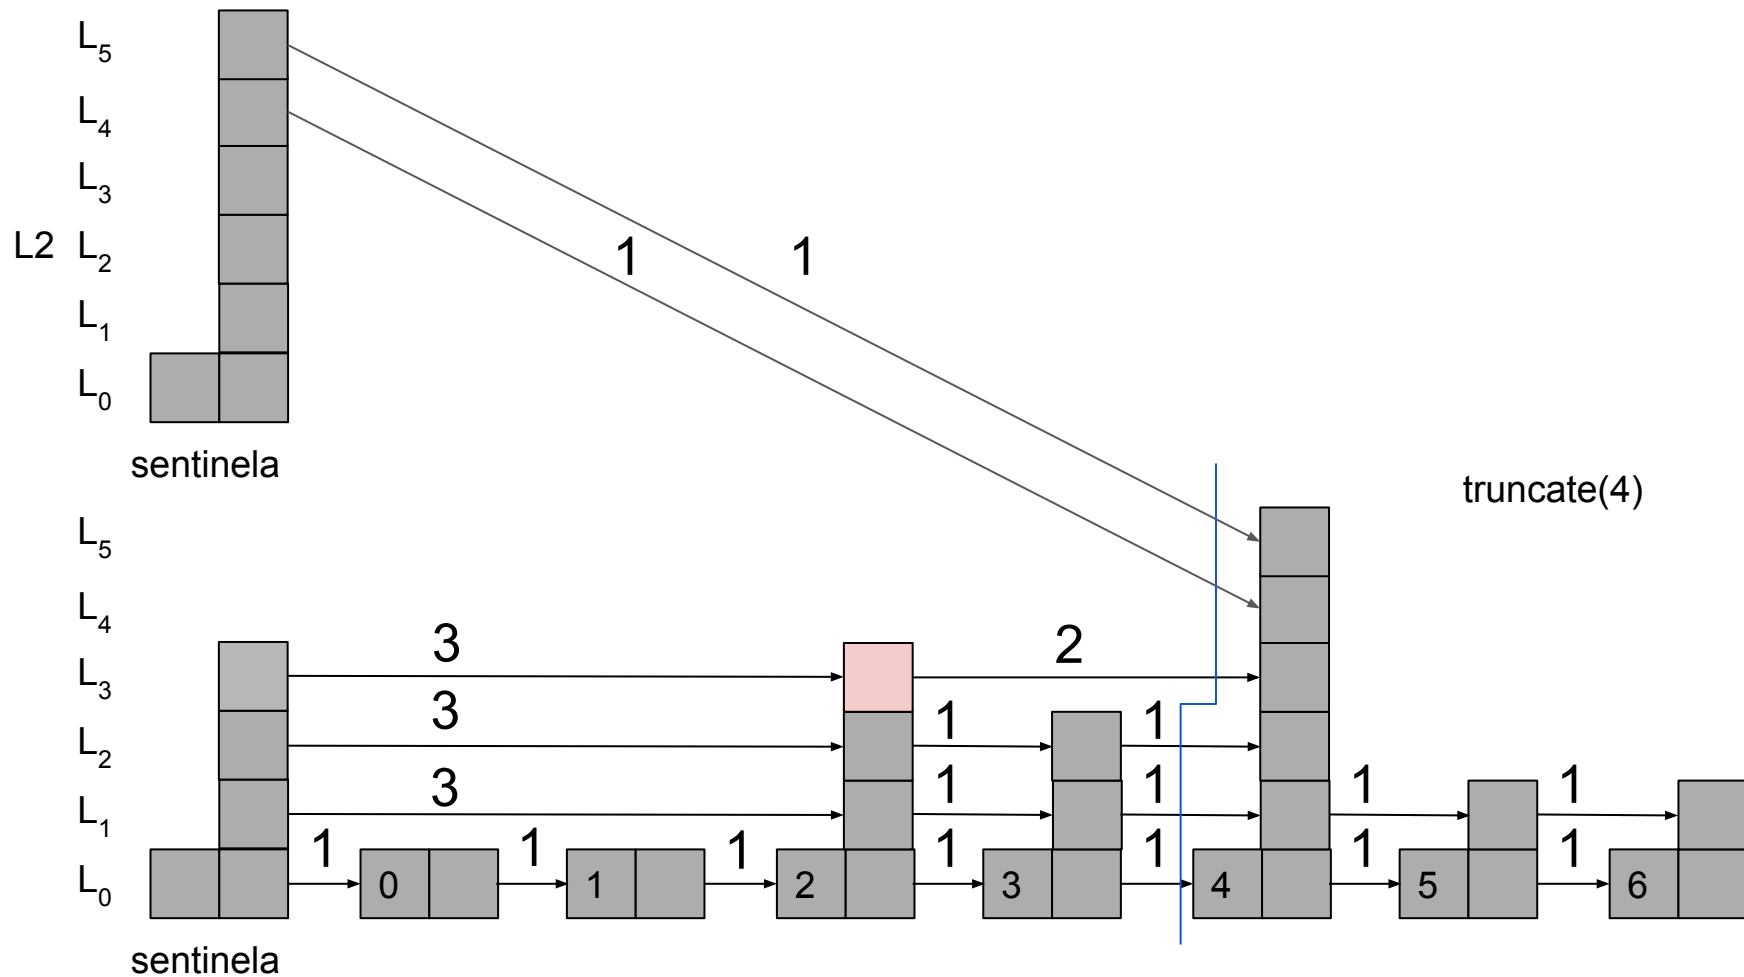 L5
L4
L3
L2 L2
L1
L0
sentinela
1 1
truncate(4)
L5
L4
L3 3 2
L2 3 1 1
L1 3 1 1 1 1
L0 1 1 1 1 1 1 1
0 1 2 3 4 5 6
sentinela